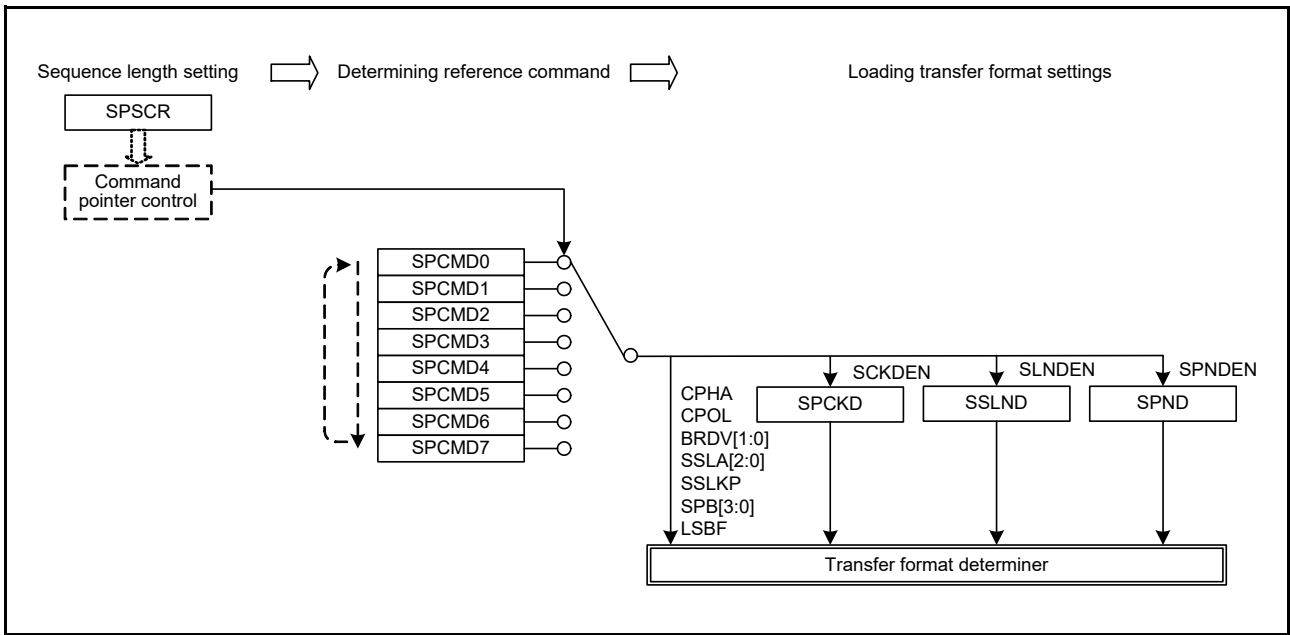 Sequence length setting
Determining reference command
Loading transfer format settings
SPSCR
Command
pointer control
SPCMD0
SPCMD1
SPCMD2
SPCMD3
SPCMD4
SPCMD5
SPCMD6
SPCMD7
CPHA
CPOL
BRDV[1:0]
SSLA[2:0]
SSLKP
SPB[3:0]
LSBF
SCKDEN
SPCKD
SLNDEN
SSLND
SPNDEN
SPND
Transfer format determiner